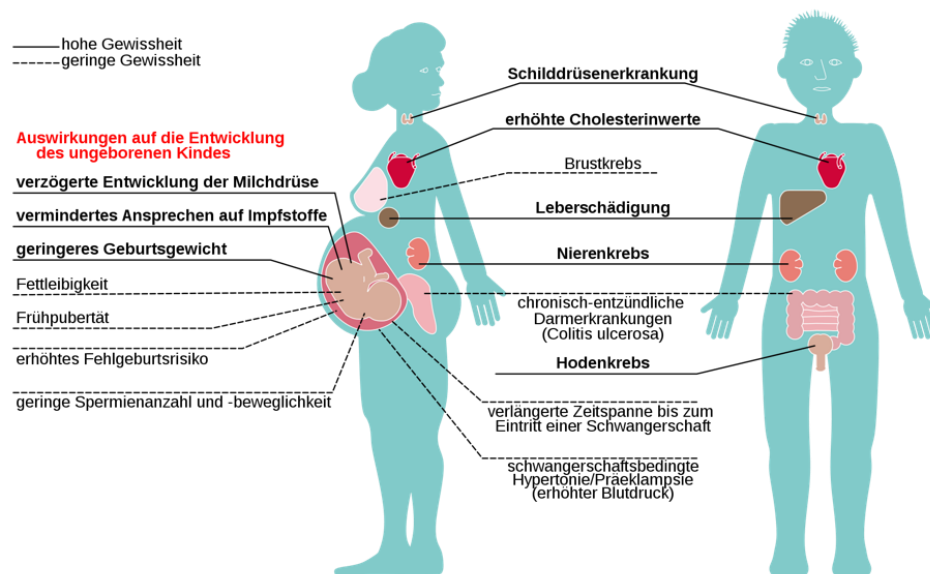 hohe Gewissheit
geringe Gewissheit
Auswirkungen auf die Entwicklung
des ungeborenen Kindes
verzögerte Entwicklung der Milchdrüse
vermindertes Ansprechen auf Impfstoffe
geringeres Geburtsgewicht
Fettleibigkeit
Frühpubertät
erhöhtes Fehlgeburtsrisiko
geringe Spermienanzahl und -beweglichkeit
Schilddrüsenerkrankung
erhöhte Cholesterinwerte
Brustkrebs
Leberschädigung
Nierenkrebs
chronisch-entzündliche
Darmerkrankungen
(Colitis ulcerosa)
Hodenkrebs
verlängerte Zeitspanne bis zum
Eintritt einer Schwangerschaft
schwangerschaftsbedingte
Hypertonie/Präeklampsie
(erhöhter Blutdruck)